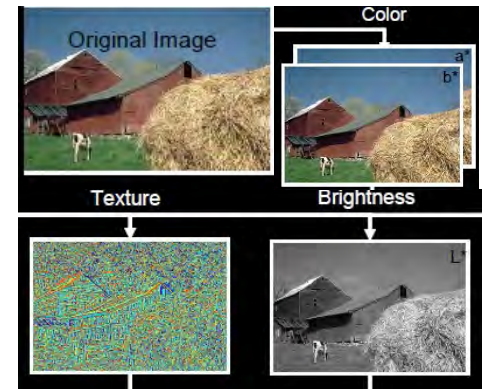 Original Image
Color
a*
b*
Texture
Brightness
L*